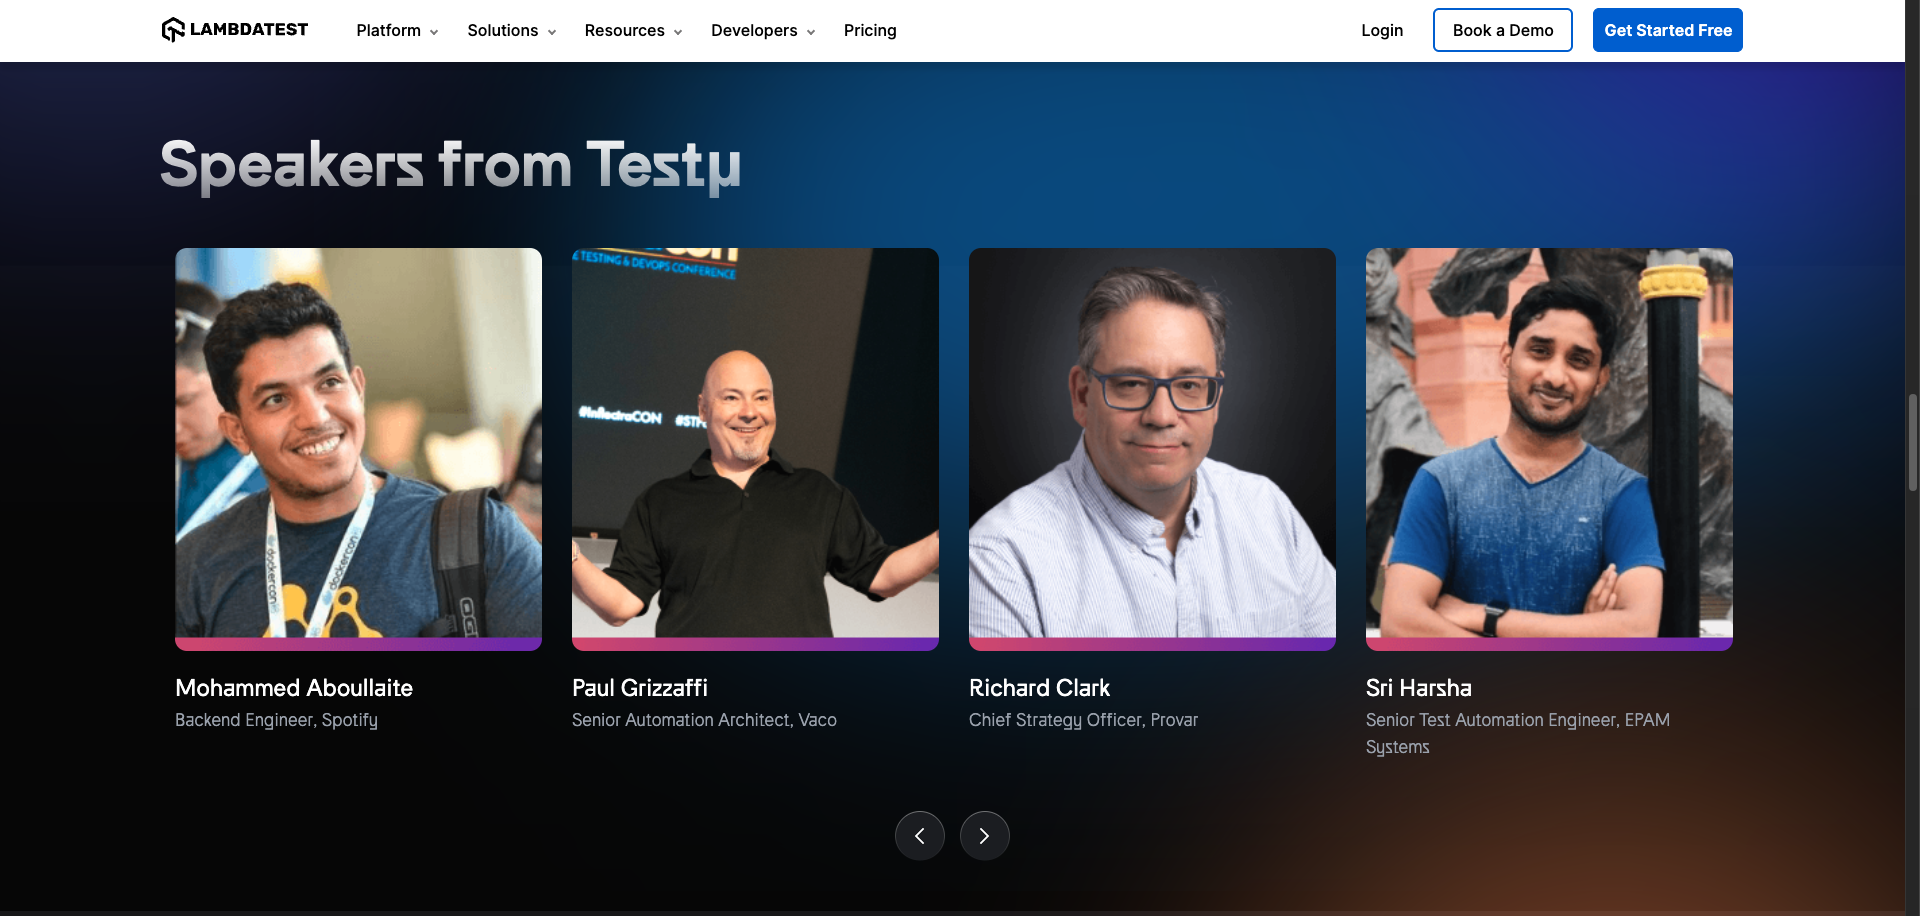 LAMBDATEST
Platform
Solutions
Resources
Developers
Pricing
Login
Book a Demo
Get Started Free
Speakers from Testμ
E TESTING & DEVOPS CONFERENCE
#InflectraCON
dockercon
dockercon
Mohammed Aboullaite
Backend Engineer, Spotify
Paul Grizzaffi
Senior Automation Architect, Vaco
Richard Clark
Chief Strategy Officer, Provar
Sri Harsha
Senior Test Automation Engineer, EPAM
Systems